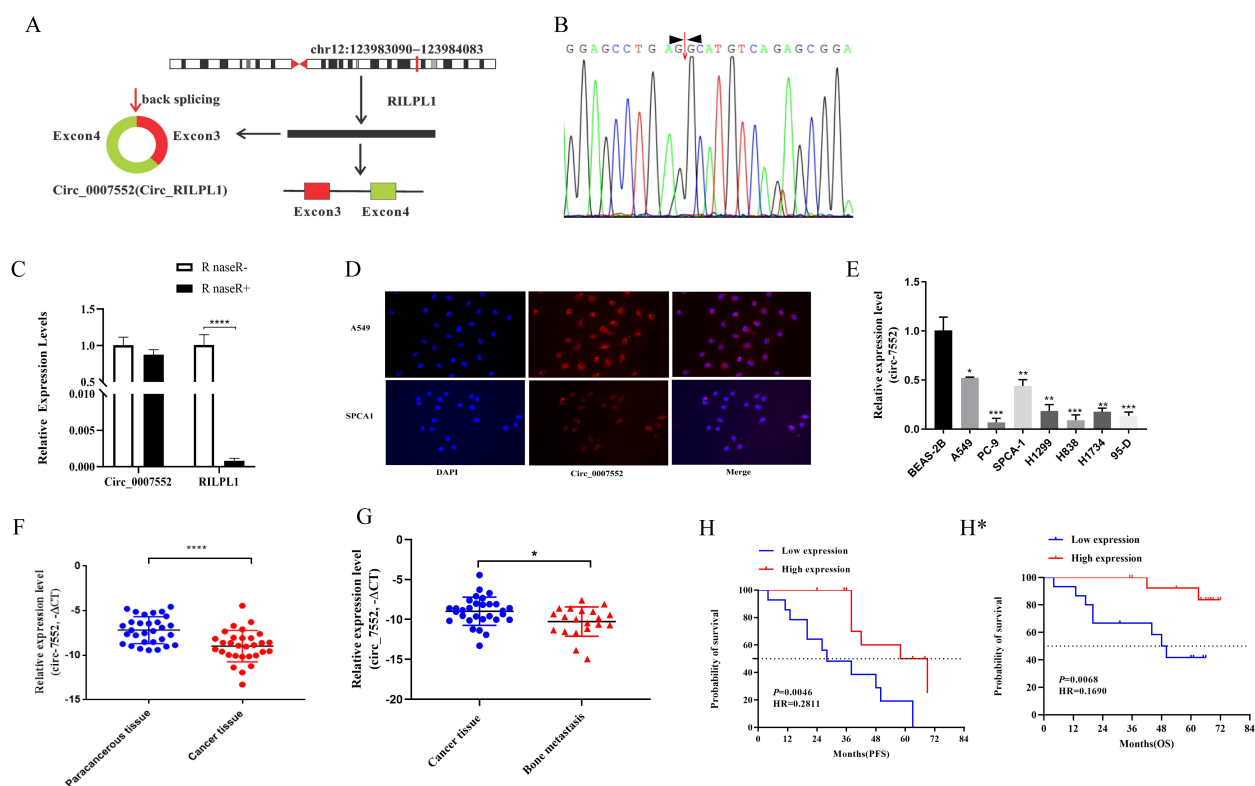 A
chr12:123983090–123984083
back splicing
RILPL1
Excon4
Excon3
Circ_0007552(Circ_RILPL1)
Excon3
Excon4
B
G G A G C C T G A G G C A T G T C A G A G C G G A
C
R naseR-
R naseR+
Relative Expression Levels
1.5
1.0
0.5
0.010
0.005
0.000
****
Circ_0007552
RILPL1
D
A549
SPCA1
DAPI
Circ_0007552
Merge
E
Relative expression level
(circ-7552)
1.5
1.0
0.5
0.0
*
***
**
**
***
**
***
BEAS-2B
A549
PC-9
SPCA-1
H1299
H838
H1734
95-D
F
Relative expression level
(circ-7552, -ΔCT)
0
-5
-10
-15
****
Paracancerous tissue
Cancer tissue
G
Relative expression level
(circ_7552, -ΔCT)
0
-5
-10
-15
-20
*
Cancer tissue
Bone metastasis
H
Low expression
High expression
Probability of survival
100
80
60
40
20
0
P=0.0046
HR=0.2811
0 12 24 36 48 60 72 84
Months(PFS)
H*
Low expression
High expression
Probability of survival
100
80
60
40
20
0
P=0.0068
HR=0.1690
0 12 24 36 48 60 72 84
Months(OS)